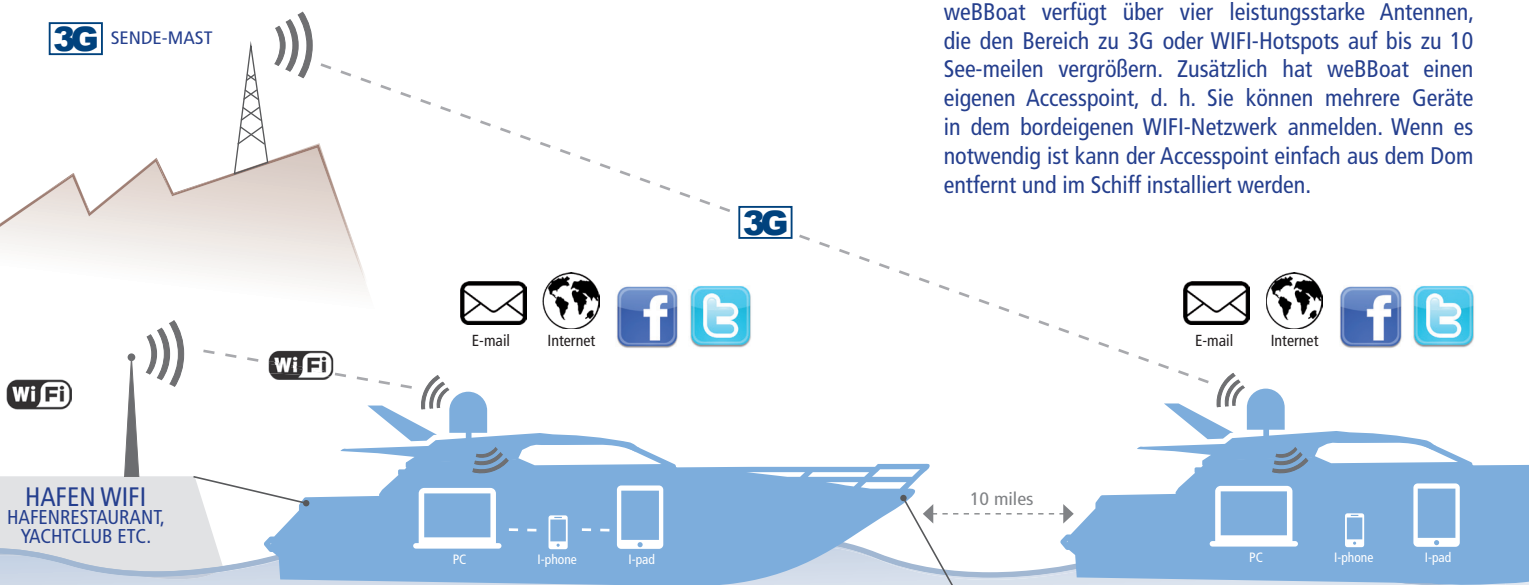 weBBoat verfügt über vier leistungsstarke Antennen,
die den Bereich zu 3G oder WIFI-Hotspots auf bis zu 10
See-meilen vergrößern. Zusätzlich hat weBBoat einen
eigenen Accesspoint, d. h. Sie können mehrere Geräte
in dem bordeigenen WIFI-Netzwerk anmelden. Wenn es
notwendig ist kann der Accesspoint einfach aus dem Dom
entfernt und im Schiff installiert werden.
3G SENDE-MAST
3G
E-mail
Internet
f
t
E-mail
Internet
f
t
WiFi
WiFi
HAFEN WIFI
HAFENRESTAURANT,
YACHTCLUB ETC.
PC
I-phone
I-pad
10 miles
PC
I-phone
I-pad